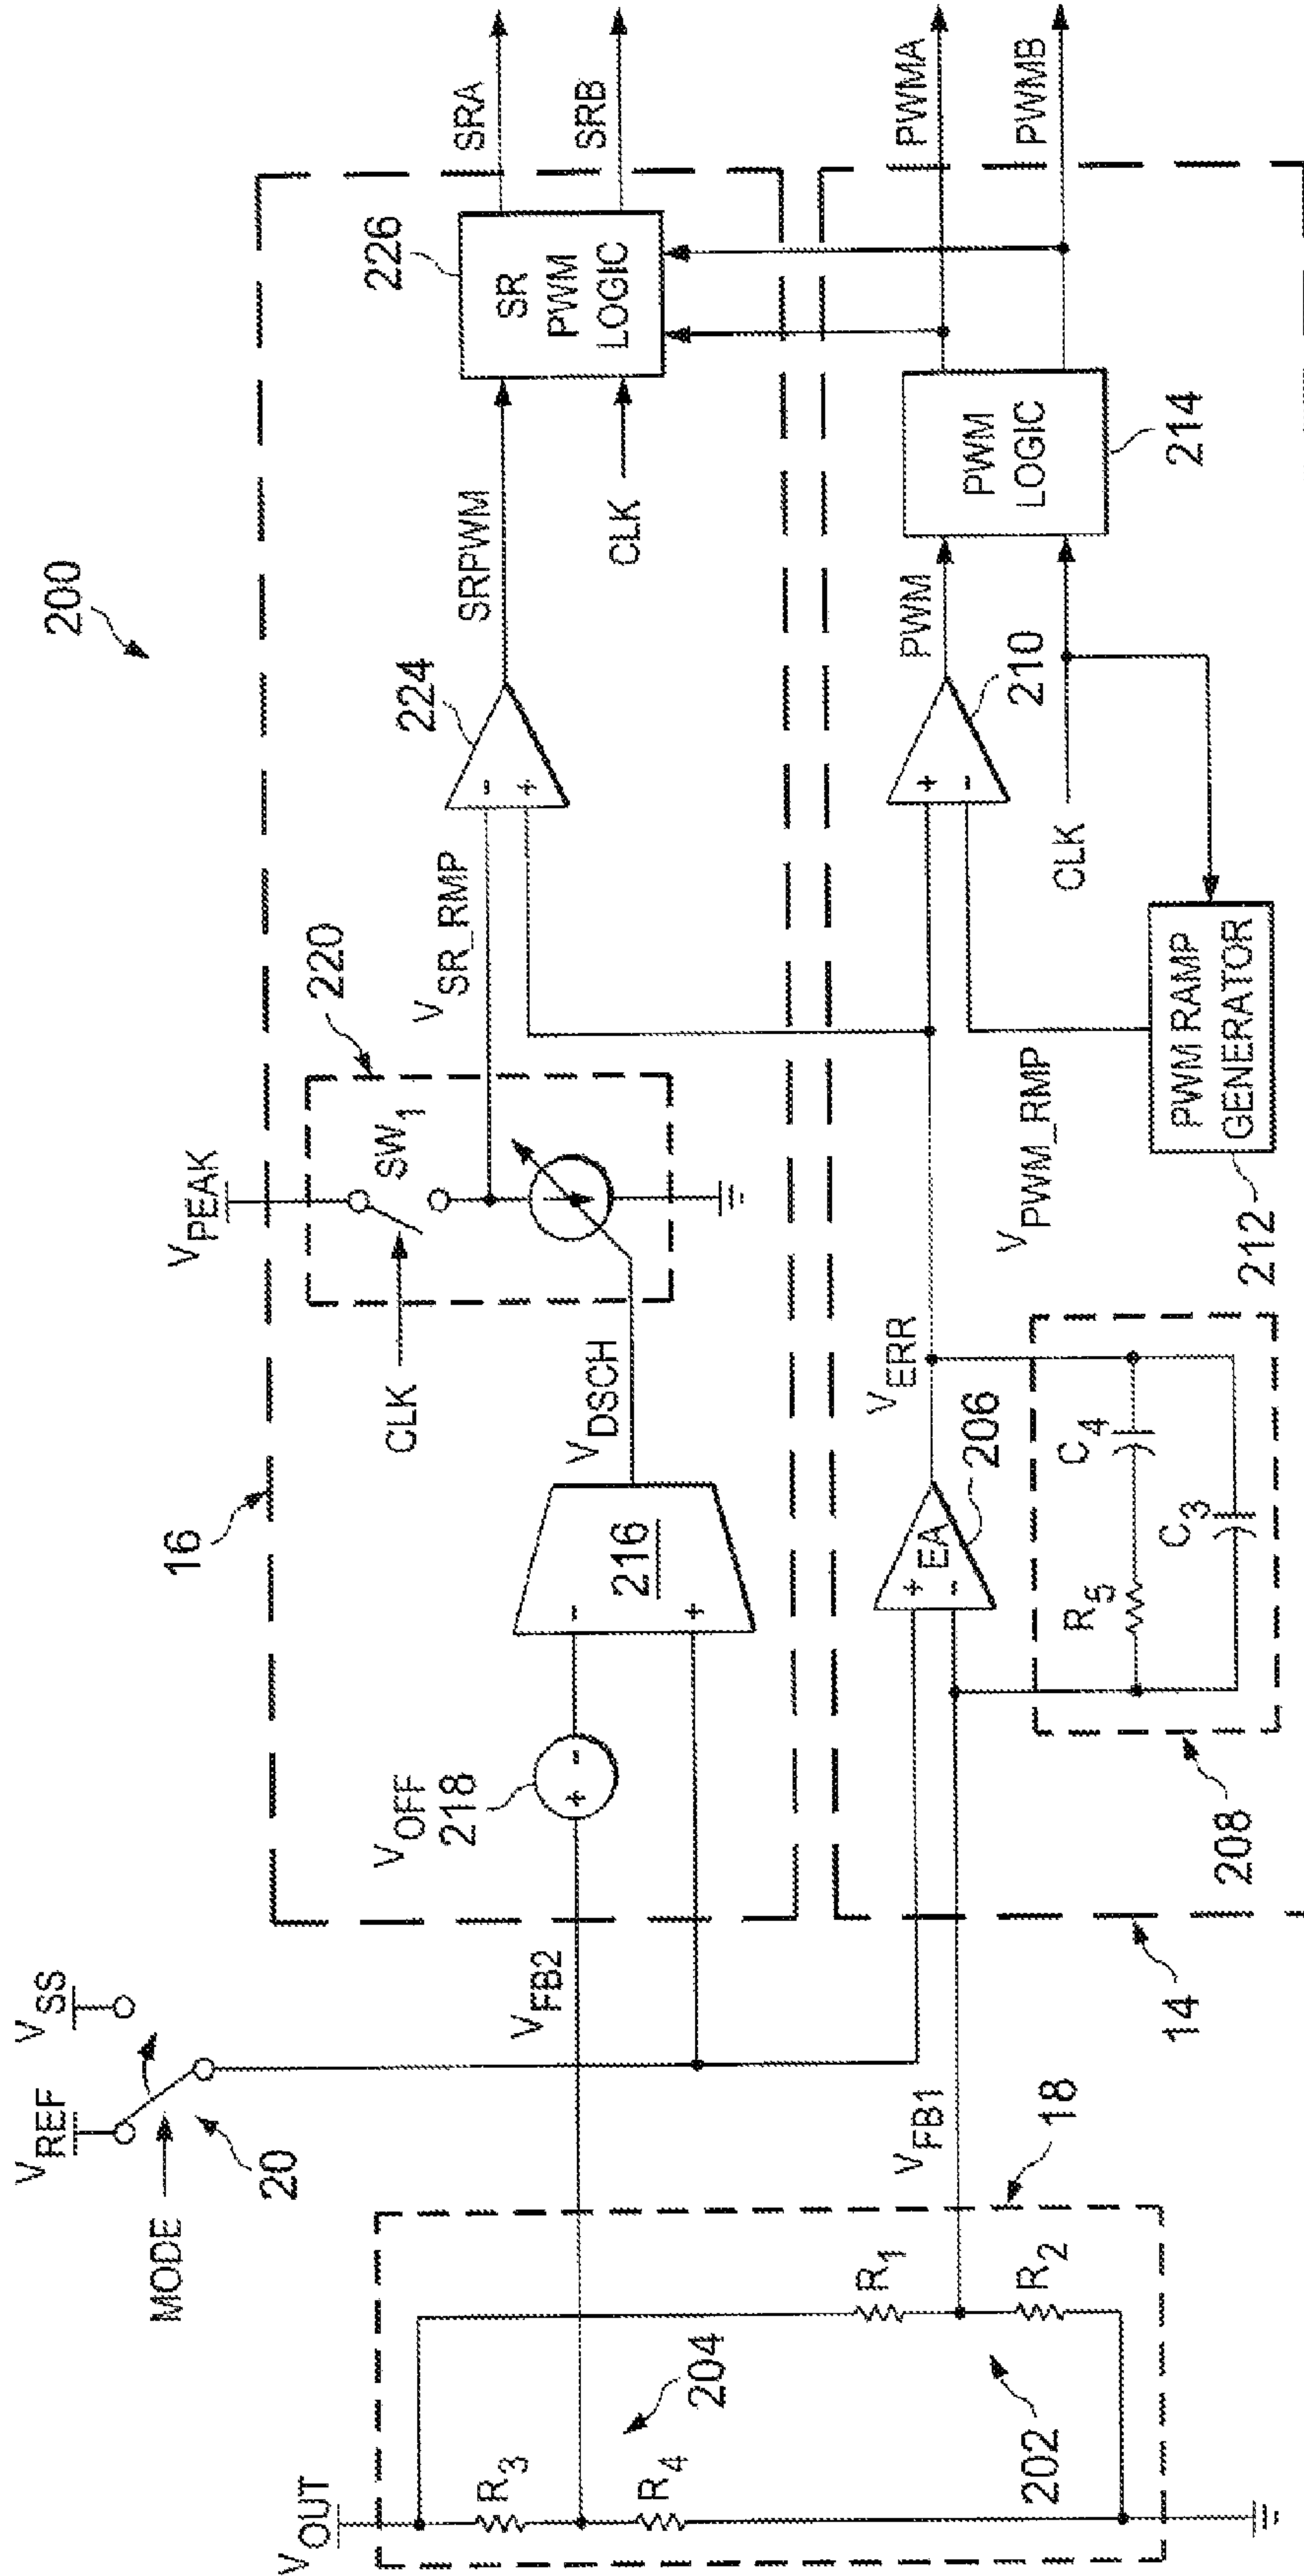 200
V_REF
V_SS
MODE
20
V_OUT
R_3
R_4
204
R_1
R_2
202
18
V_FB2
V_FB1
16
V_OFF
218
-
+
+
-
216
V_DSCH
V_PEAK
CLK
SW_1
220
V_SR_RMP
-
+
224
SRPWM
CLK
SR
PWM
LOGIC
226
SRA
SRB
14
+
-
EA
206
V_ERR
R_5
C_4
C_3
208
V_PWM_RMP
PWM RAMP
GENERATOR
212
CLK
+
-
210
PWM
PWM
LOGIC
214
PWMA
PWMB